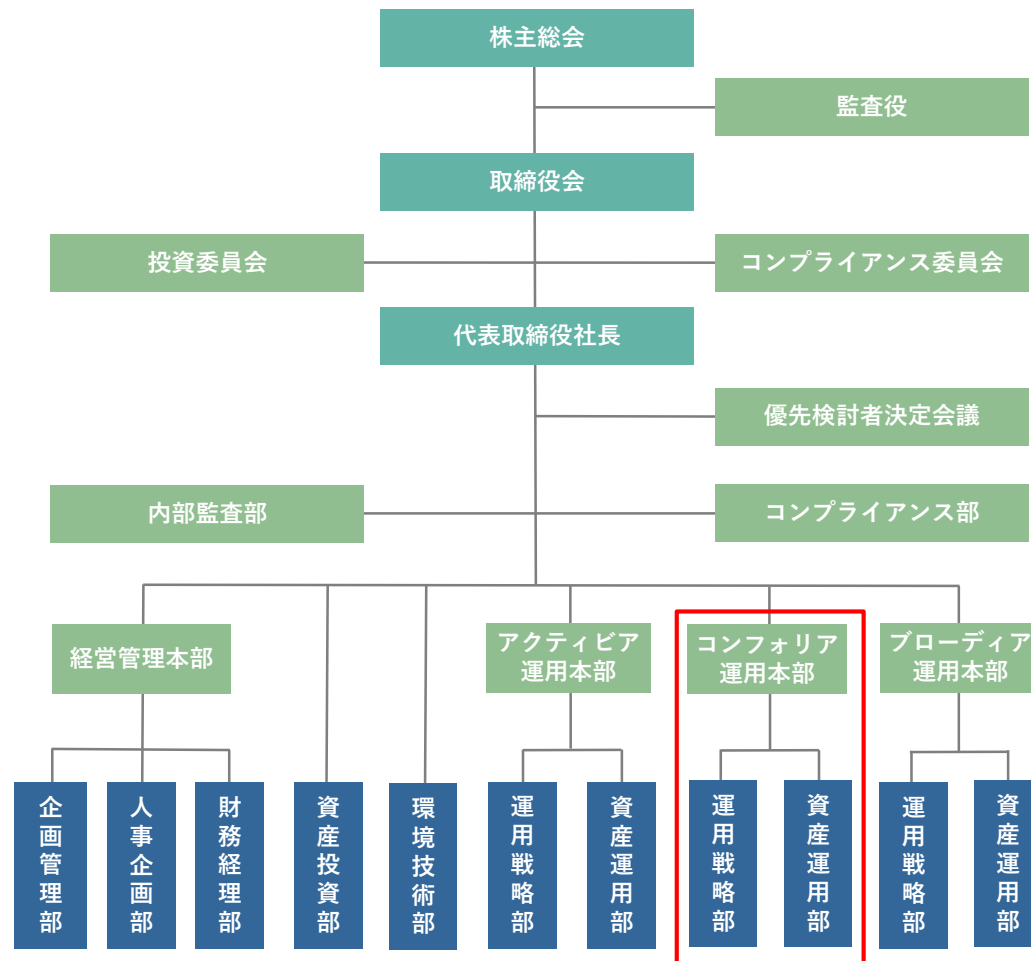 株主総会
監査役
取締役会
投資委員会
コンプライアンス委員会
代表取締役社長
優先検討者決定会議
内部監査部
コンプライアンス部
経営管理本部
アクティビア
運用本部
コンフォリア
運用本部
ブローディア
運用本部
企画管理部
人事企画部
財務経理部
資産投資部
環境技術部
運用戦略部
資産運用部
運用戦略部
資産運用部
運用戦略部
資産運用部